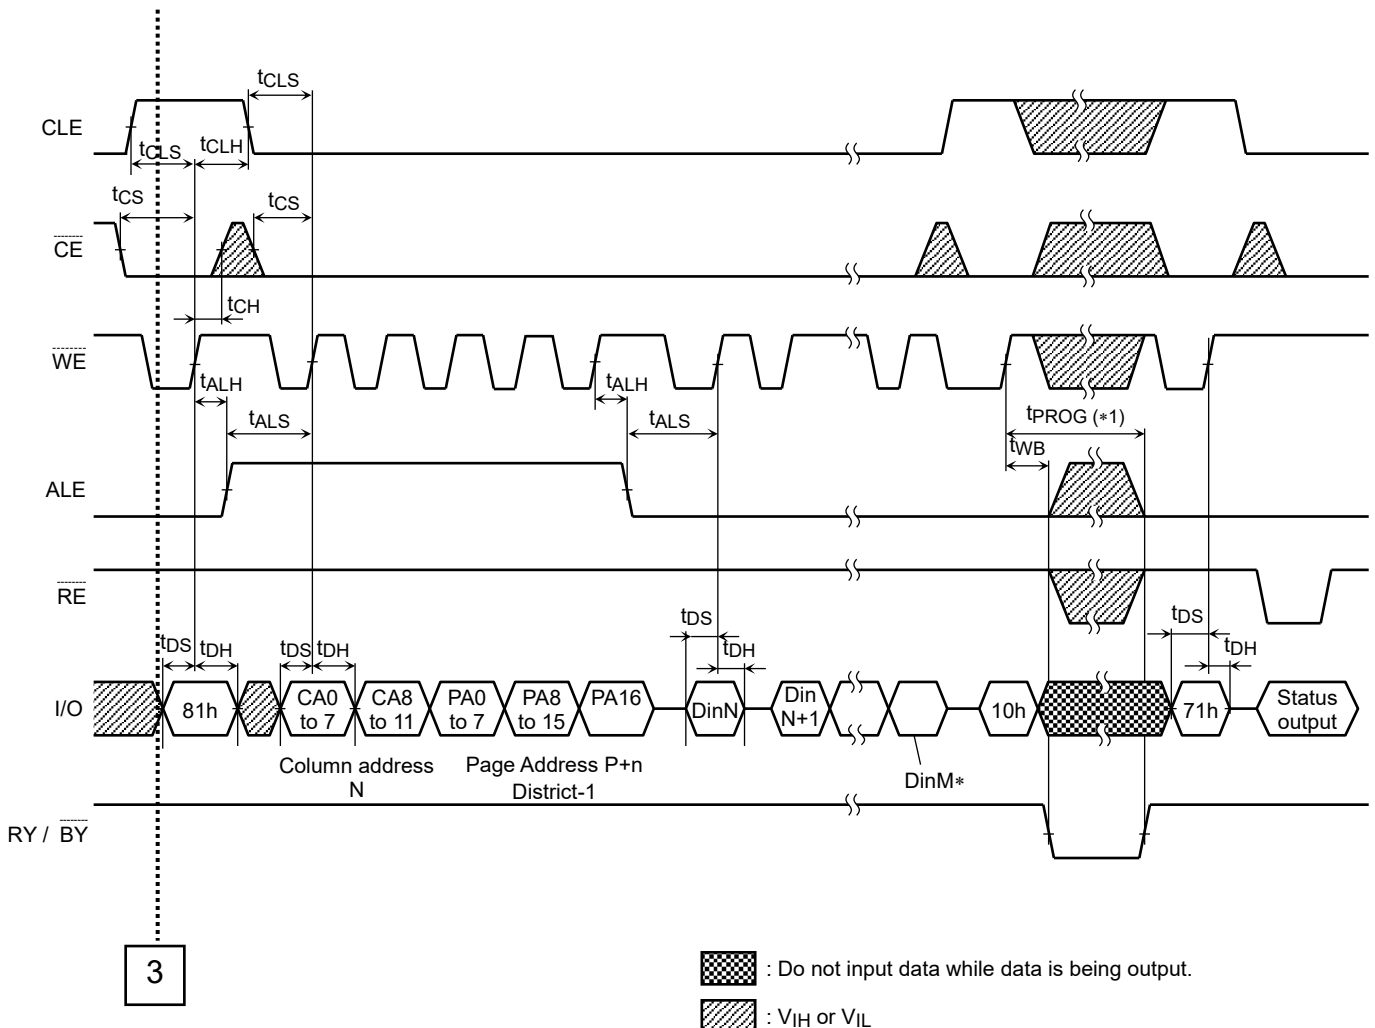 tCLS
CLE
tCLS
tCLH
tCS
tCS
CE
tCH
WE
tALH
tALH
tALS
tALS
tPROG (∗1)
tWB
ALE
RE
tDS
tDH
tDS
tDH
tDS
tDH
tDS
tDH
I/O
81h
CA0
to 7
CA8
to 11
PA0
to 7
PA8
to 15
PA16
DinN
Din
N+1
10h
71h
Status
output
Column address
N
Page Address P+n
District-1
DinM∗
RY / BY
3
: Do not input data while data is being output.
: VIH or VIL